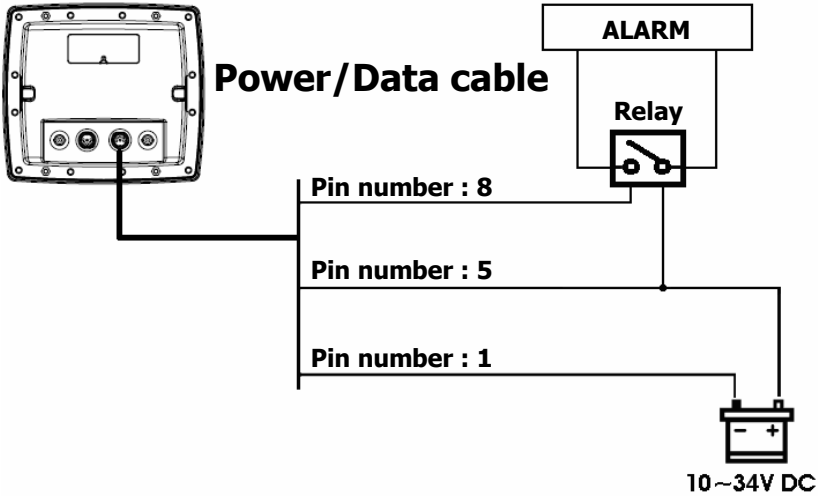 ALARM
Power/Data cable
Relay
Pin number : 8
Pin number : 5
Pin number : 1
- +
10~34V DC